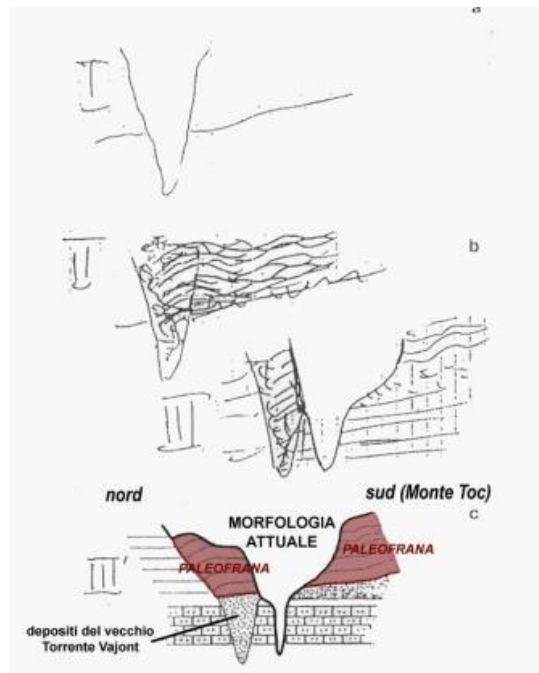 a
I
II
b
III
nord
sud (Monte Toc)
c
MORFOLOGIA
ATTUALE
PALEOFRANA
PALEOFRANA
III'
depositi del vecchio
Torrente Vajont